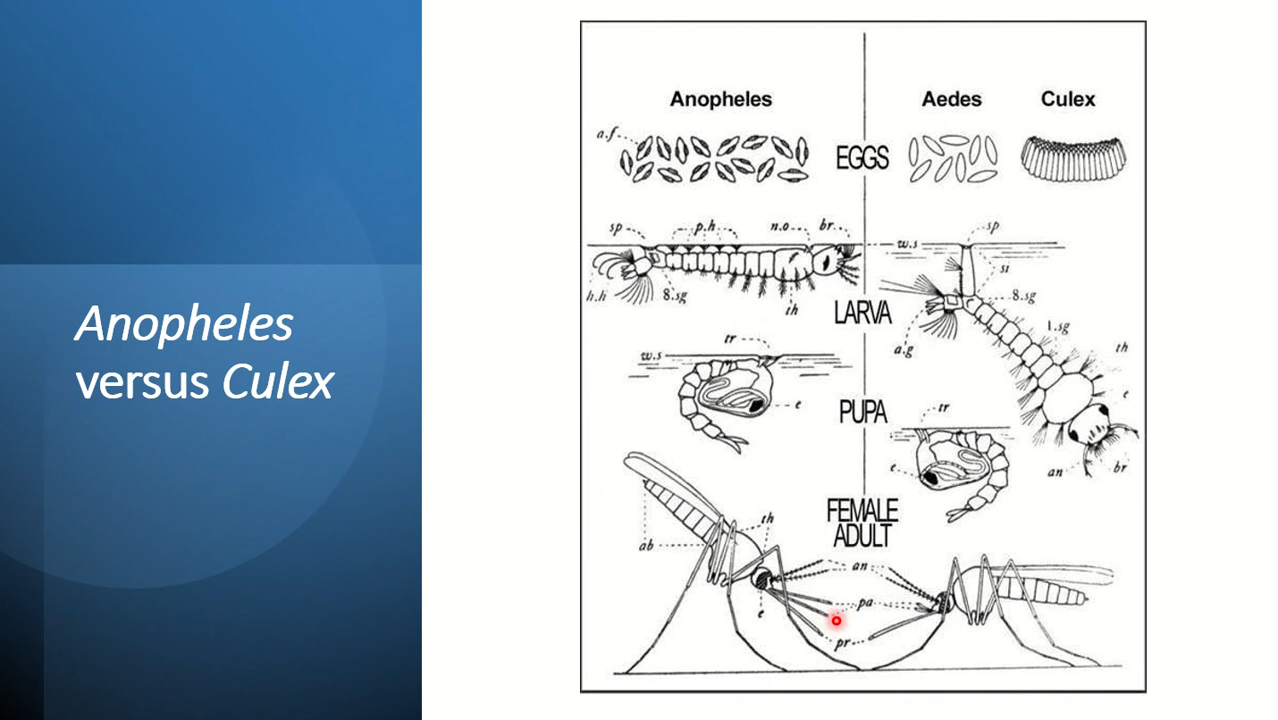 Anopheles
versus Culex
Anopheles
Aedes
Culex
a.f
EGGS
sp
p.h
n.o
br
w.s
sp
st
h.h
8.sg
th
LARVA
8.sg
1.sg
a.g
th
e
an
br
tr
w.s
e
PUPA
tr
e
FEMALE
ADULT
ab
th
e
an
pa
pr